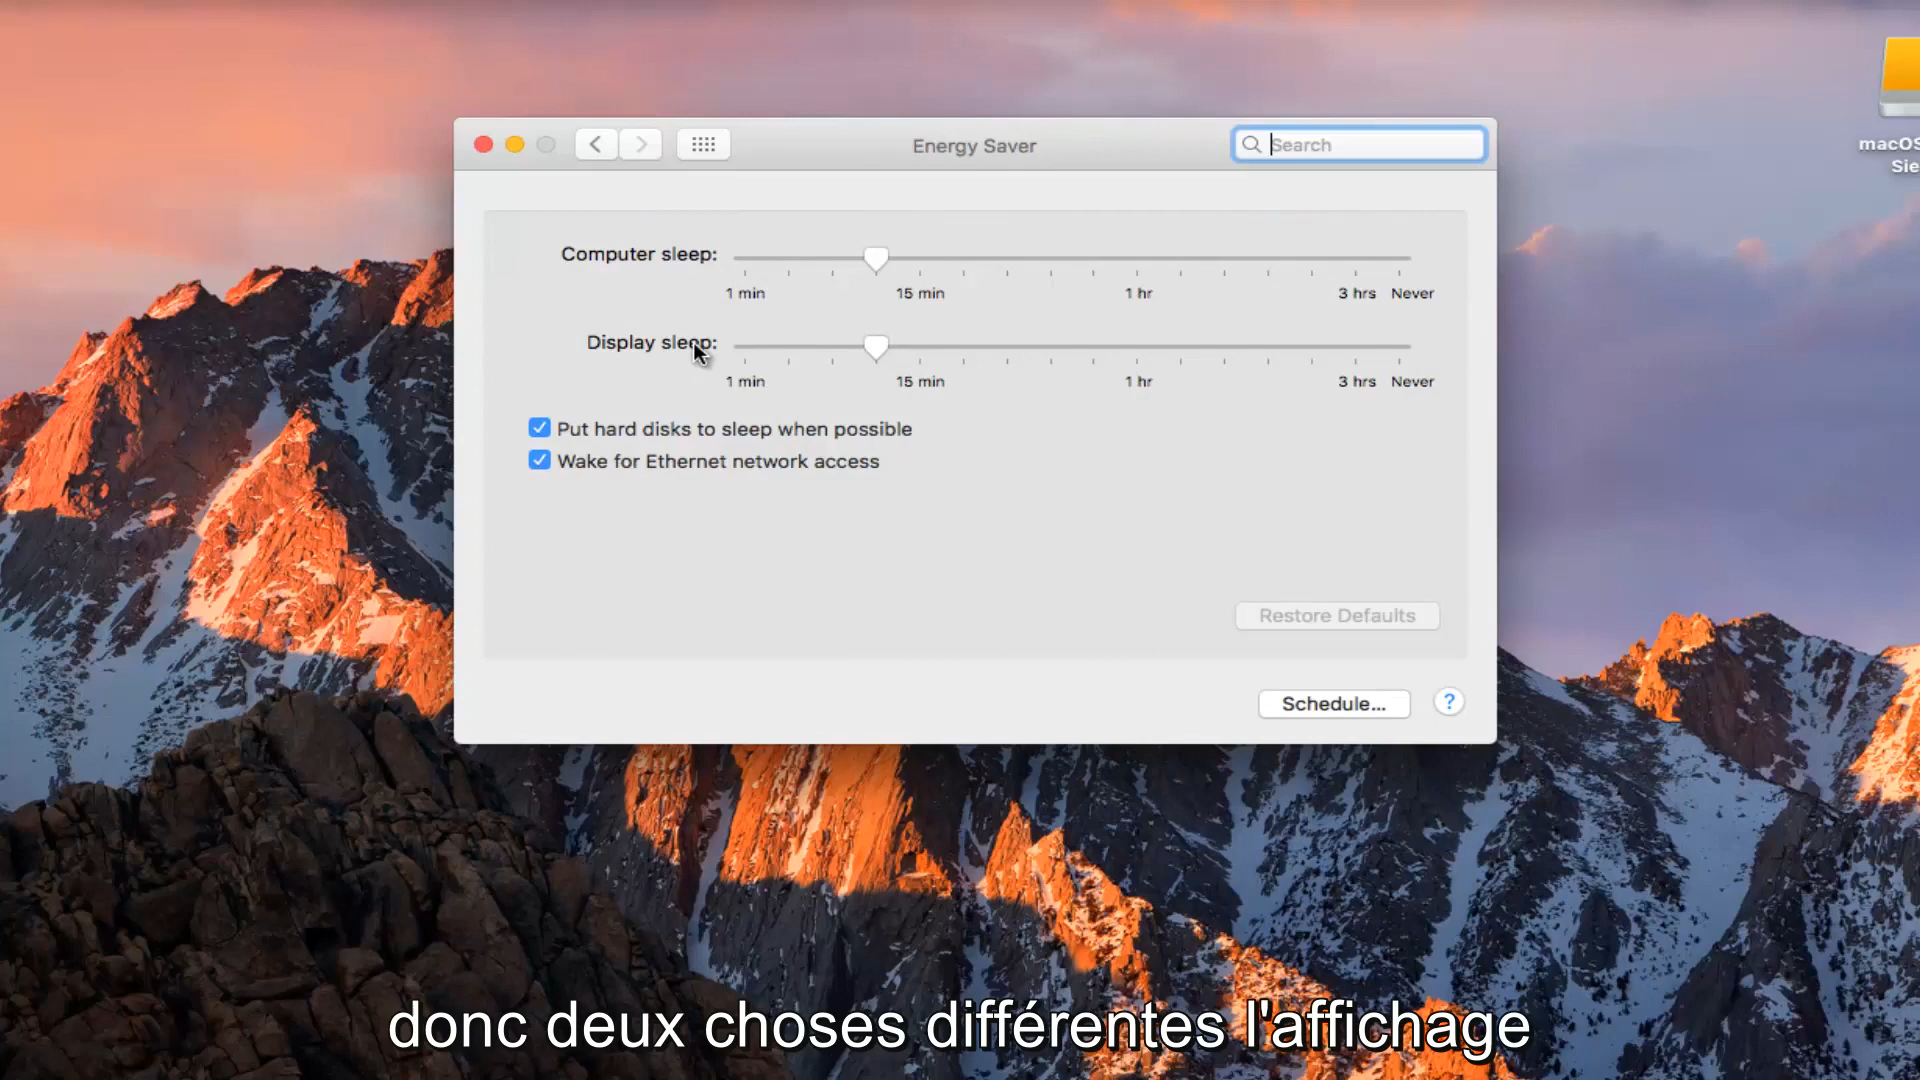 Energy Saver
Search
macOS
Sie
Computer sleep:
1 min 15 min 1 hr 3 hrs Never
Display sleep:
1 min 15 min 1 hr 3 hrs Never
Put hard disks to sleep when possible
Wake for Ethernet network access
Restore Defaults
Schedule...
?
donc deux choses différentes l'affichage